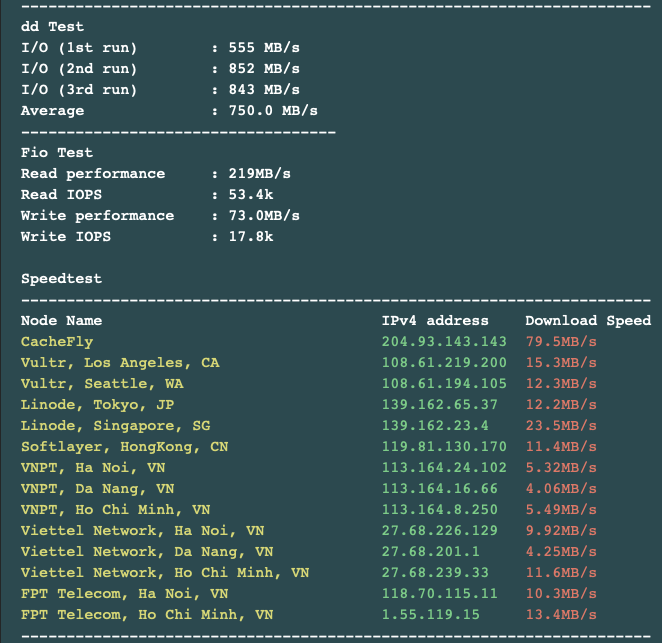 ----------------------------------------------------------------------
dd Test
I/O (1st run) : 555 MB/s
I/O (2nd run) : 852 MB/s
I/O (3rd run) : 843 MB/s
Average : 750.0 MB/s
-----------------------------------
Fio Test
Read performance : 219MB/s
Read IOPS : 53.4k
Write performance : 73.0MB/s
Write IOPS : 17.8k
Speedtest
----------------------------------------------------------------------
Node Name IPv4 address Download Speed
CacheFly 204.93.143.143 79.5MB/s
Vultr, Los Angeles, CA 108.61.219.200 15.3MB/s
Vultr, Seattle, WA 108.61.194.105 12.3MB/s
Linode, Tokyo, JP 139.162.65.37 12.2MB/s
Linode, Singapore, SG 139.162.23.4 23.5MB/s
Softlayer, HongKong, CN 119.81.130.170 11.4MB/s
VNPT, Ha Noi, VN 113.164.24.102 5.32MB/s
VNPT, Da Nang, VN 113.164.16.66 4.06MB/s
VNPT, Ho Chi Minh, VN 113.164.8.250 5.49MB/s
Viettel Network, Ha Noi, VN 27.68.226.129 9.92MB/s
Viettel Network, Da Nang, VN 27.68.201.1 4.25MB/s
Viettel Network, Ho Chi Minh, VN 27.68.239.33 11.6MB/s
FPT Telecom, Ha Noi, VN 118.70.115.11 10.3MB/s
FPT Telecom, Ho Chi Minh, VN 1.55.119.15 13.4MB/s
----------------------------------------------------------------------